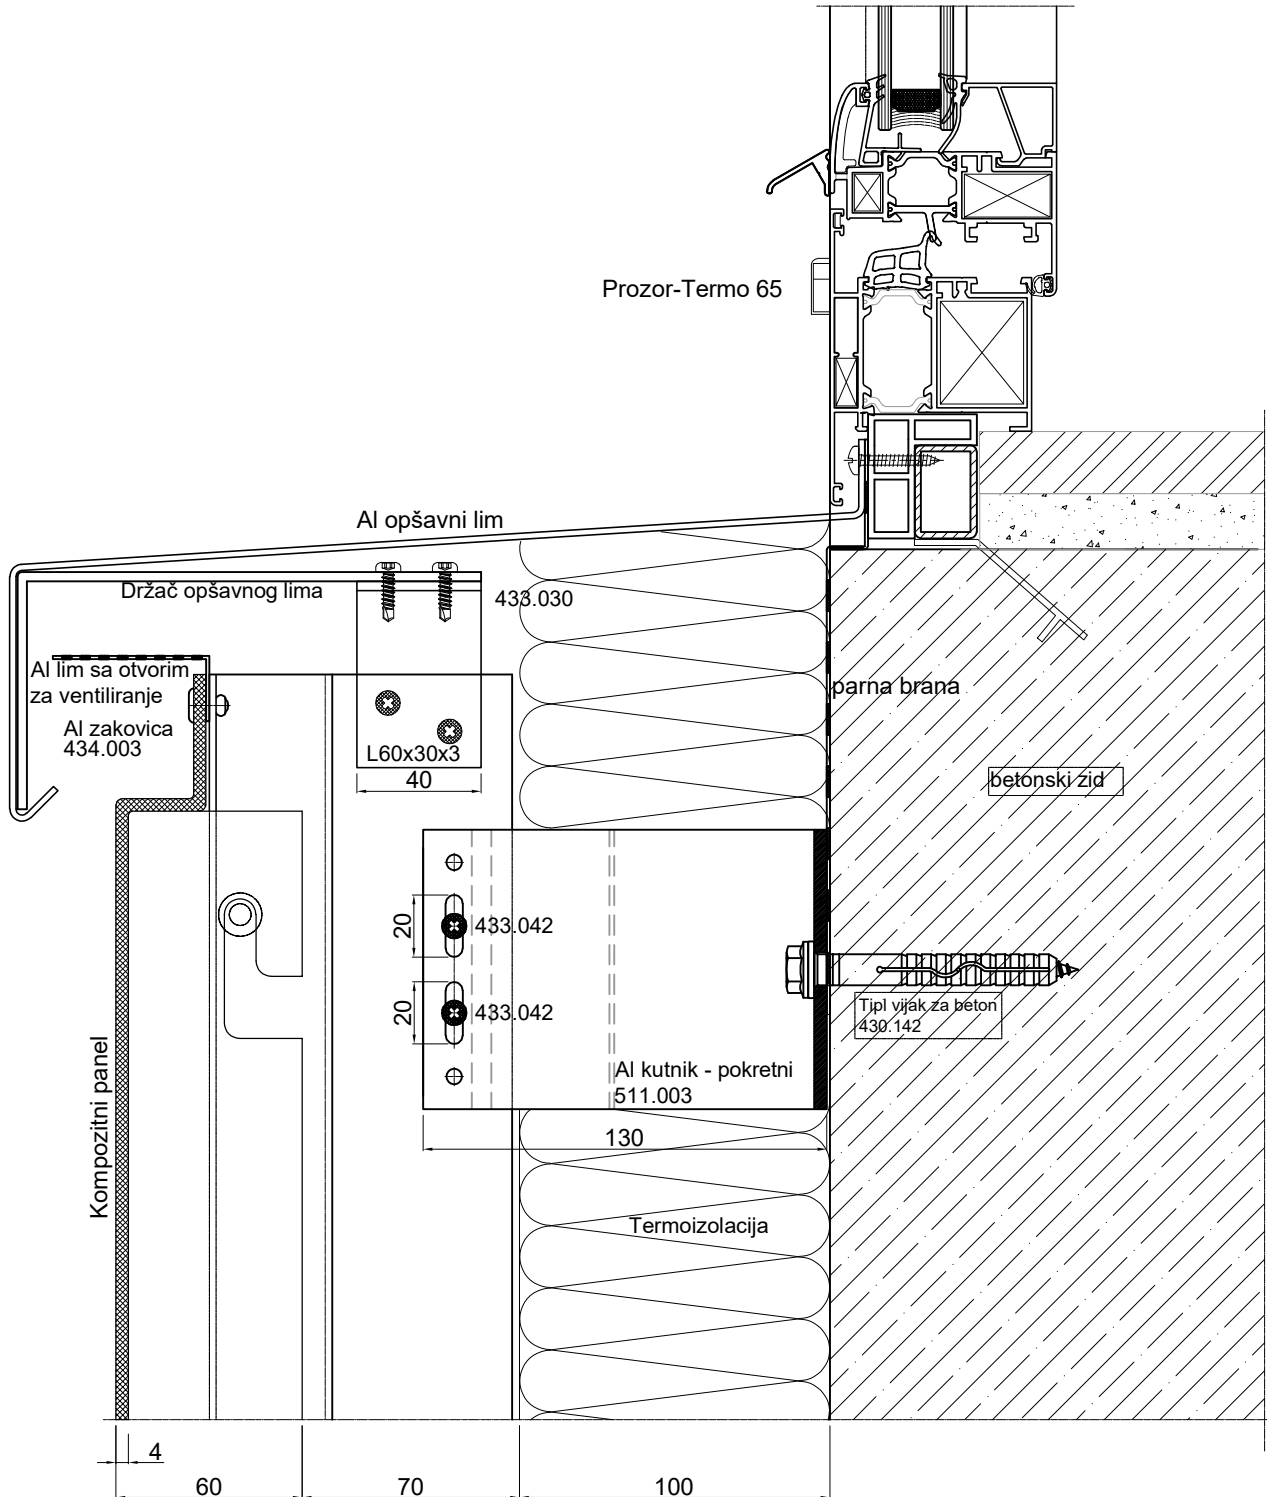 Prozor-Termo 65
Al opšavni lim
Držač opšavnog lima
433.030
Al lim sa otvorim
za ventiliranje
Al zakovica
434.003
L60x30x3
40
parna brana
betonski zid
20
433.042
20
433.042
Tipl vijak za beton
430.142
Al kutnik - pokretni
511.003
130
Kompozitni panel
Termoizolacija
4
60
70
100